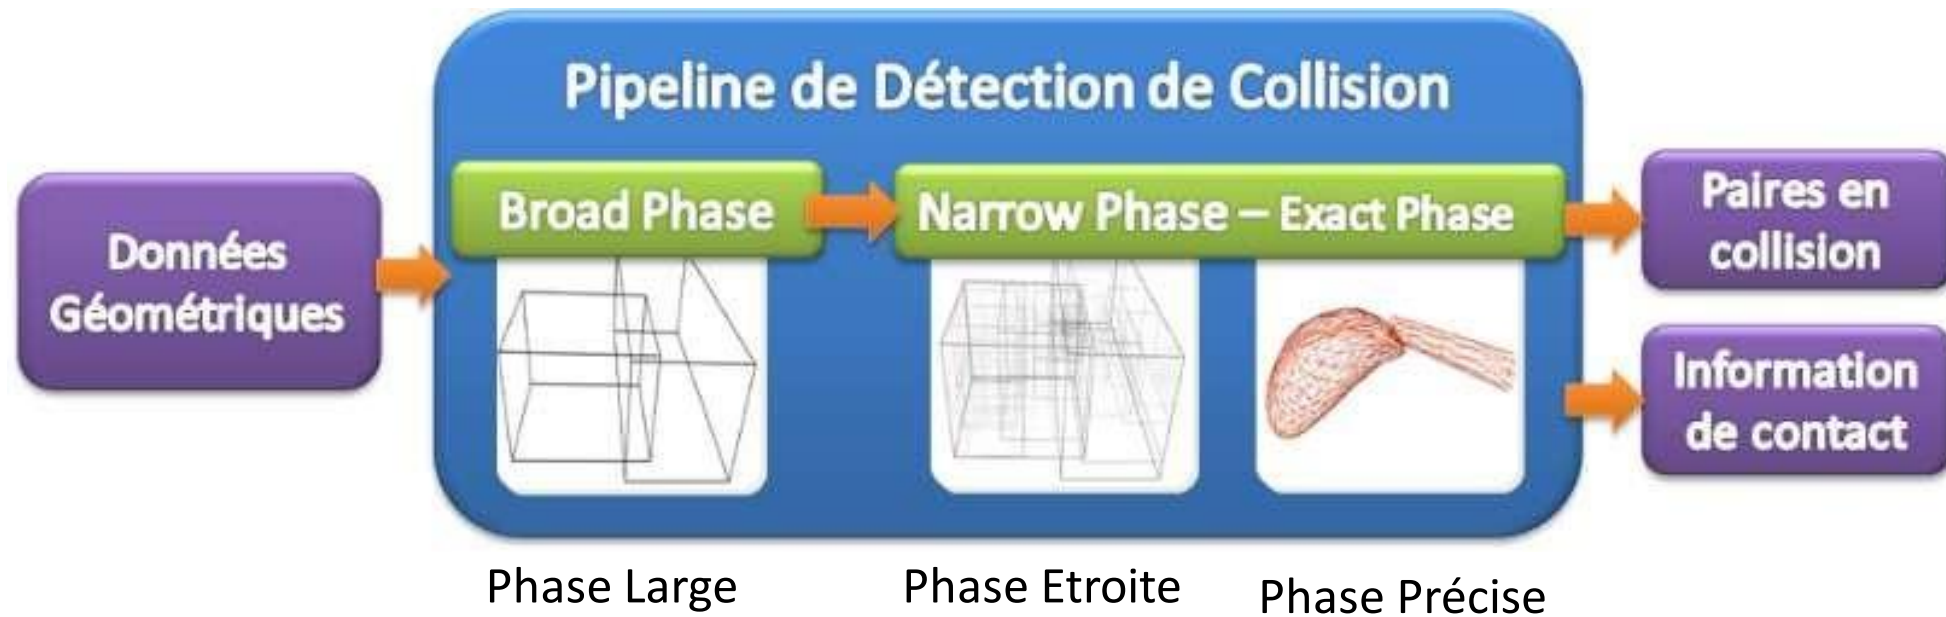 Pipeline de Détection de Collision
Données
Géométriques
Broad Phase
Narrow Phase – Exact Phase
Paires en
collision
Information
de contact
Phase Large
Phase Etroite
Phase Précise